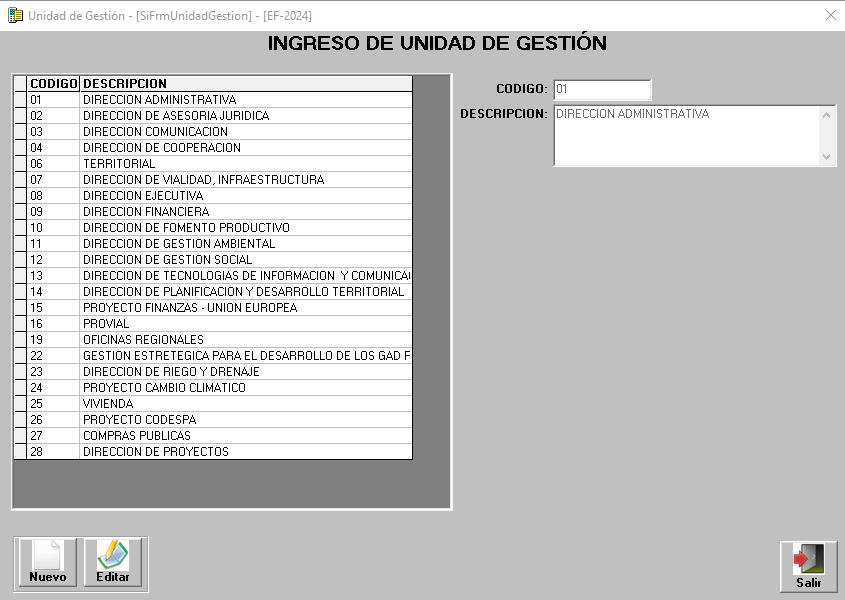 Unidad de Gestión - [SiFrmUnidadGestion] - [EF-2024]
INGRESO DE UNIDAD DE GESTIÓN
CODIGO DESCRIPCION
01 DIRECCION ADMINISTRATIVA
02 DIRECCION DE ASESORIA JURIDICA
03 DIRECCION COMUNICACION
04 DIRECCION DE COOPERACION
06 TERRITORIAL
07 DIRECCION DE VIALIDAD, INFRAESTRUCTURA
08 DIRECCION EJECUTIVA
09 DIRECCION FINANCIERA
10 DIRECCION DE FOMENTO PRODUCTIVO
11 DIRECCION DE GESTION AMBIENTAL
12 DIRECCION DE GESTION SOCIAL
13 DIRECCION DE TECNOLOGIAS DE INFORMACION Y COMUNICA
14 DIRECCION DE PLANIFICACION Y DESARROLLO TERRITORIAL
15 PROYECTO FINANZAS - UNION EUROPEA
16 PROVIAL
19 OFICINAS REGIONALES
22 GESTION ESTRETEGICA PARA EL DESARROLLO DE LOS GAD F
23 DIRECCION DE RIEGO Y DRENAJE
24 PROYECTO CAMBIO CLIMATICO
25 VIVIENDA
26 PROYECTO CODESPA
27 COMPRAS PUBLICAS
28 DIRECCION DE PROYECTOS
CODIGO: 01
DESCRIPCION: DIRECCION ADMINISTRATIVA
Nuevo
Editar
Salir